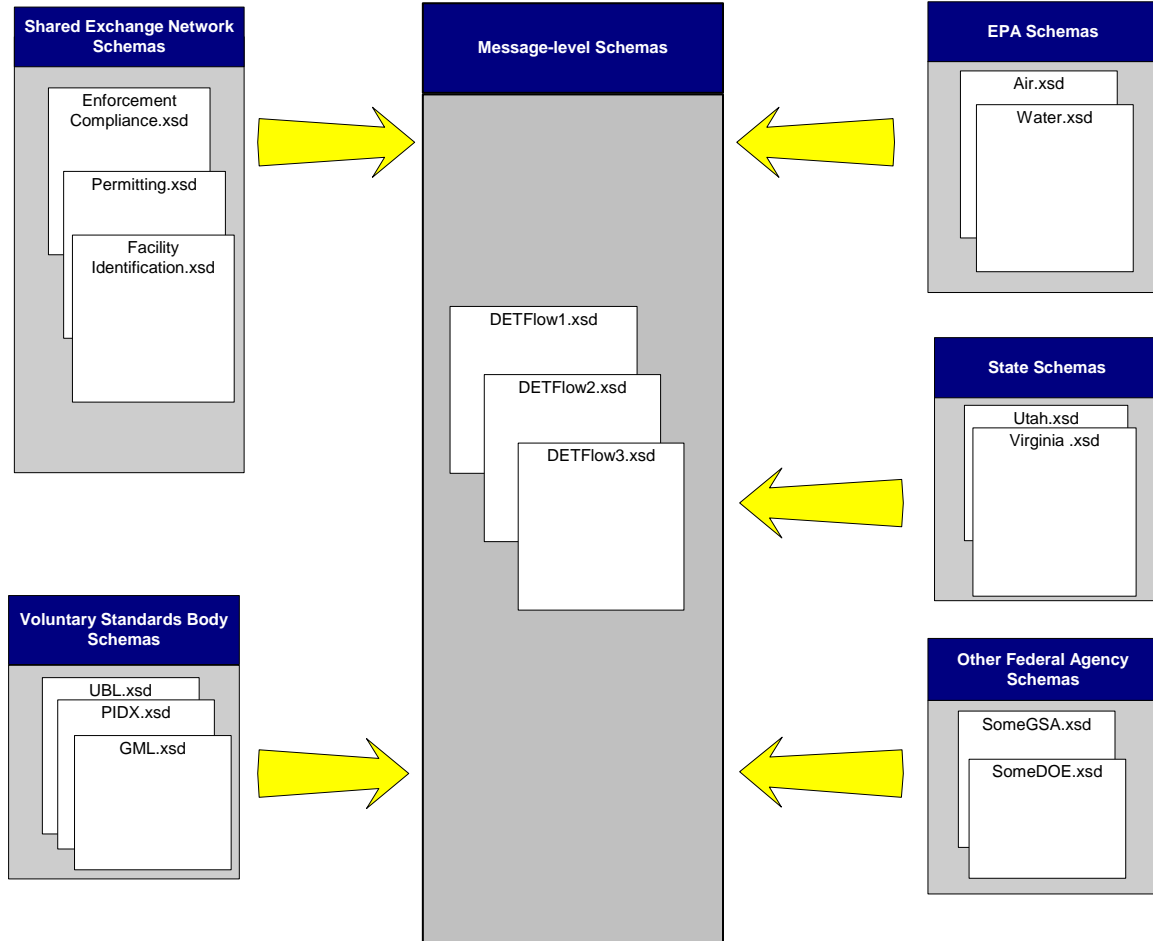 Shared Exchange Network
Schemas
Enforcement
Compliance.xsd
Permitting.xsd
Facility
Identification.xsd
Voluntary Standards Body
Schemas
UBL.xsd
PIDX.xsd
GML.xsd
Message-level Schemas
DETFlow1.xsd
DETFlow2.xsd
DETFlow3.xsd
EPA Schemas
Air.xsd
Water.xsd
State Schemas
Utah.xsd
Virginia .xsd
Other Federal Agency
Schemas
SomeGSA.xsd
SomeDOE.xsd